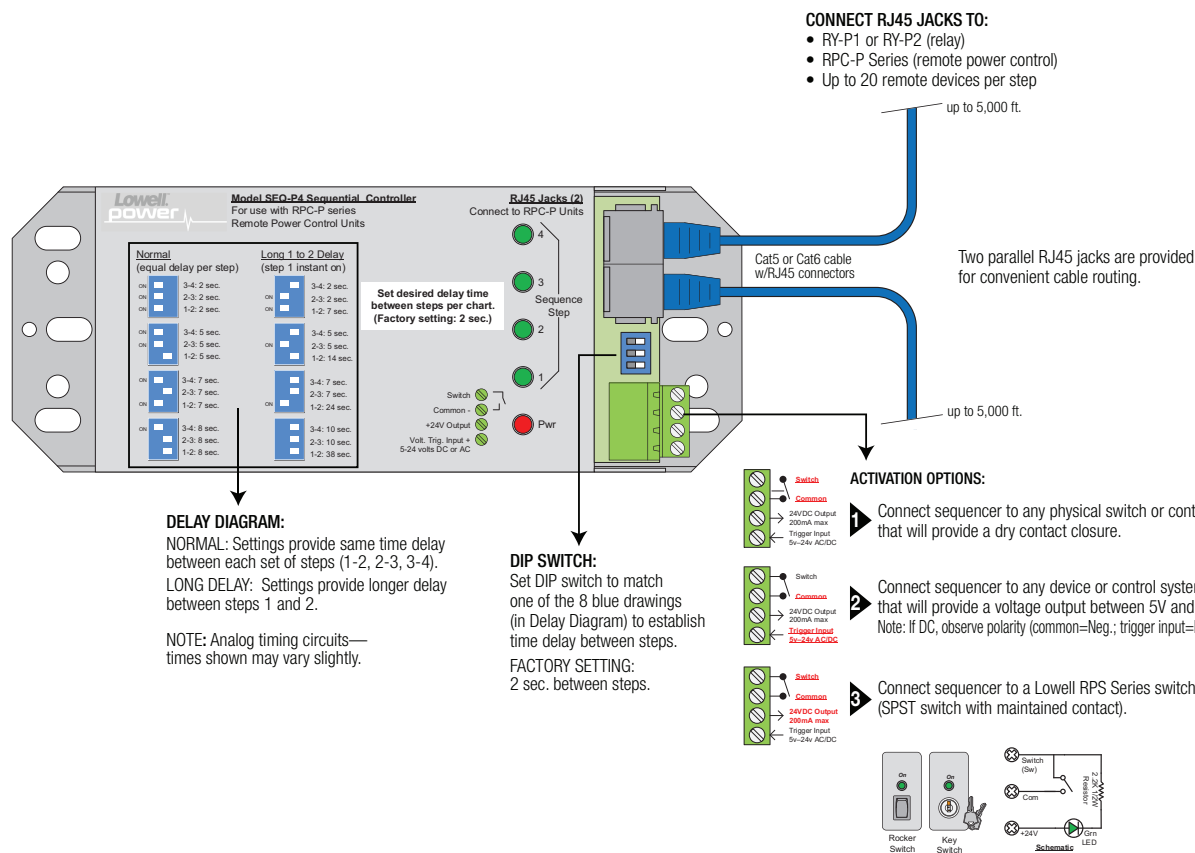 CONNECT RJ45 JACKS TO:
• RY-P1 or RY-P2 (relay)
• RPC-P Series (remote power control)
• Up to 20 remote devices per step
up to 5,000 ft.
Lowell
power
Model SEQ-P4 Sequential Controller
For use with RPC-P series
Remote Power Control Units
RJ45 Jacks (2)
Connect to RPC-P Units
Normal
(equal delay per step)
ON
ON
ON
3-4: 2 sec.
2-3: 2 sec.
1-2: 2 sec.
ON
ON
3-4: 5 sec.
2-3: 5 sec.
1-2: 5 sec.
ON
ON
3-4: 7 sec.
2-3: 7 sec.
1-2: 7 sec.
ON
3-4: 8 sec.
2-3: 8 sec.
1-2: 8 sec.
Long 1 to 2 Delay
(step 1 instant on)
ON
ON
3-4: 2 sec.
2-3: 2 sec.
1-2: 7 sec.
ON
3-4: 5 sec.
2-3: 5 sec.
1-2: 14 sec.
ON
3-4: 7 sec.
2-3: 7 sec.
1-2: 24 sec.
3-4: 10 sec.
2-3: 10 sec.
1-2: 38 sec.
Set desired delay time
between steps per chart.
(Factory setting: 2 sec.)
4
3
Sequence
Step
2
1
Pwr
Switch
Common -
+24V Output
Volt. Trig. Input +
5-24 volts DC or AC
Cat5 or Cat6 cable
w/RJ45 connectors
Two parallel RJ45 jacks are provided
for convenient cable routing.
up to 5,000 ft.
DELAY DIAGRAM:
NORMAL: Settings provide same time delay
between each set of steps (1-2, 2-3, 3-4).
LONG DELAY: Settings provide longer delay
between steps 1 and 2.
NOTE: Analog timing circuits—
times shown may vary slightly.
DIP SWITCH:
Set DIP switch to match
one of the 8 blue drawings
(in Delay Diagram) to establish
time delay between steps.
FACTORY SETTING:
2 sec. between steps.
ACTIVATION OPTIONS:
Switch
Common
24VDC Output
200mA max
Trigger Input
5v–24v AC/DC
1
Connect sequencer to any physical switch or cont
that will provide a dry contact closure.
Switch
Common
24VDC Output
200mA max
Trigger Input
5v–24v AC/DC
2
Connect sequencer to any device or control syste
that will provide a voltage output between 5V and
Note: If DC, observe polarity (common=Neg.; trigger input=
Switch
Common
24VDC Output
200mA max
Trigger Input
5v–24v AC/DC
3
Connect sequencer to a Lowell RPS Series switch
(SPST switch with maintained contact).
On
Rocker
Switch
On
Key
Switch
Switch
(Sw)
Com
+24V
2.2K 1/2W
Resistor
Grn
LED
Schematic